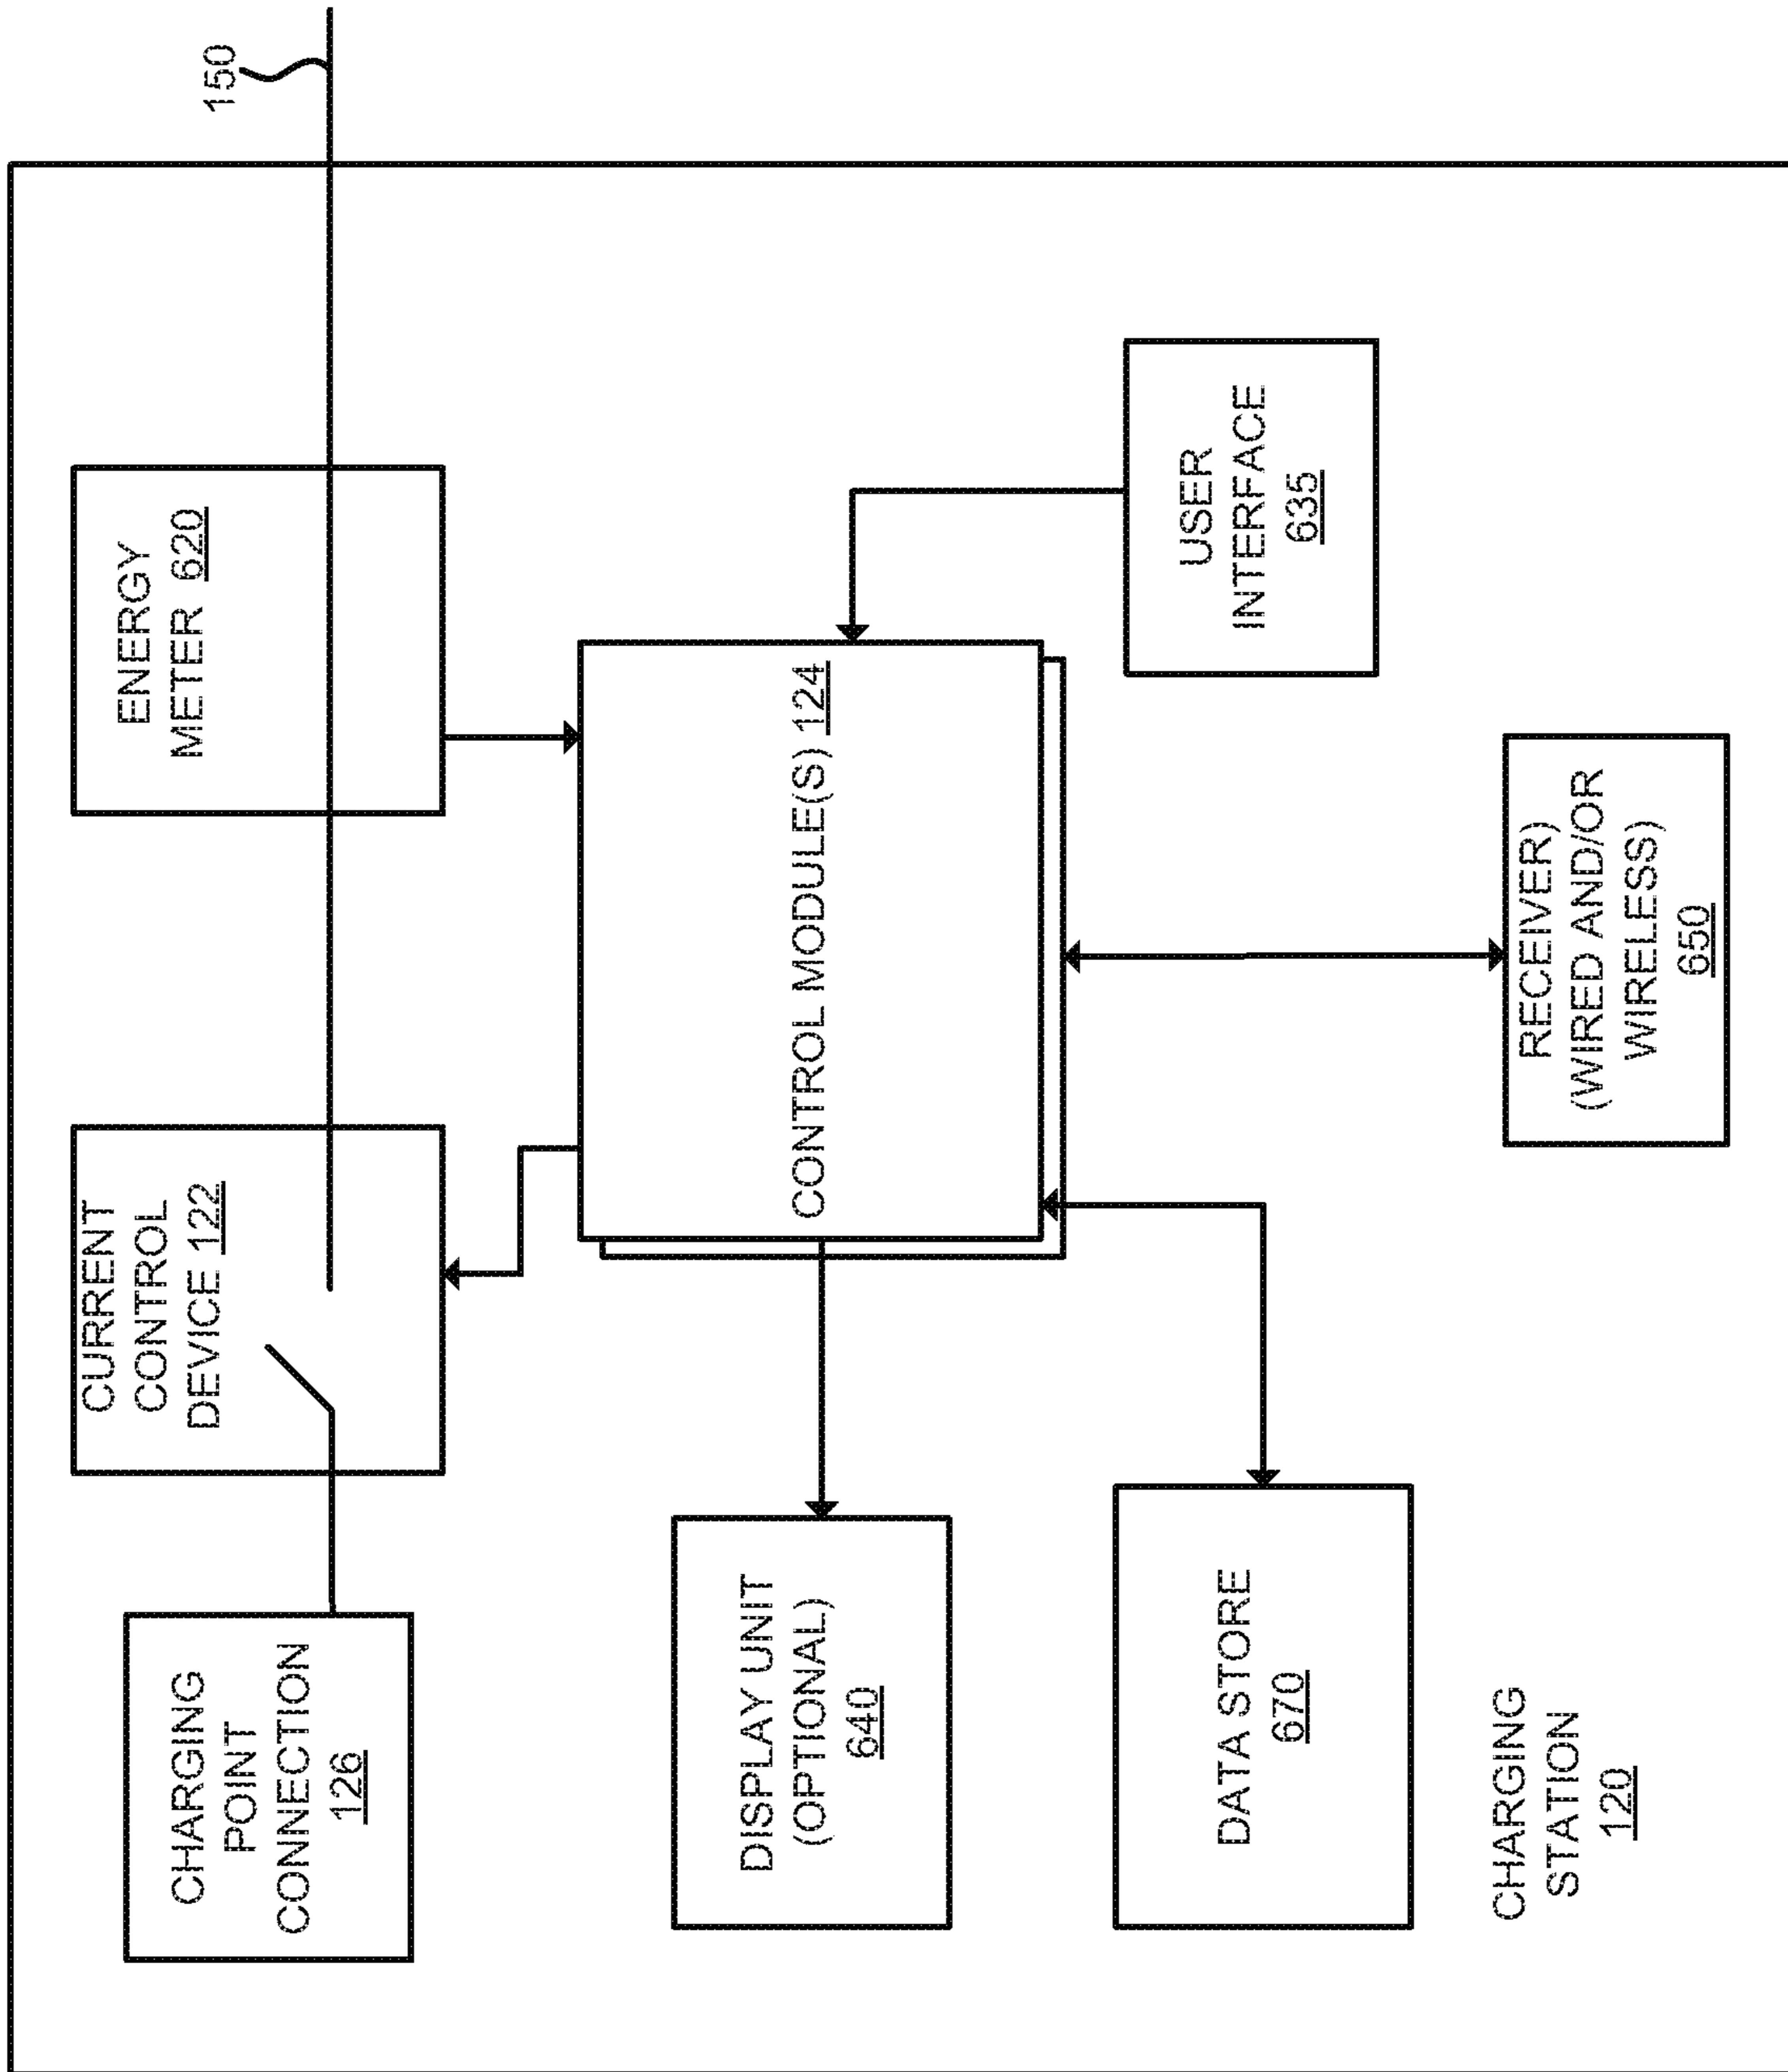 150
CHARGING
POINT
CONNECTION
126
CURRENT
CONTROL
DEVICE 122
ENERGY
METER 620
DISPLAY UNIT
(OPTIONAL)
640
CONTROL MODULE(S) 124
DATA STORE
670
USER
INTERFACE
635
RECEIVER)
(WIRED AND/OR
WIRELESS)
650
CHARGING
STATION
120